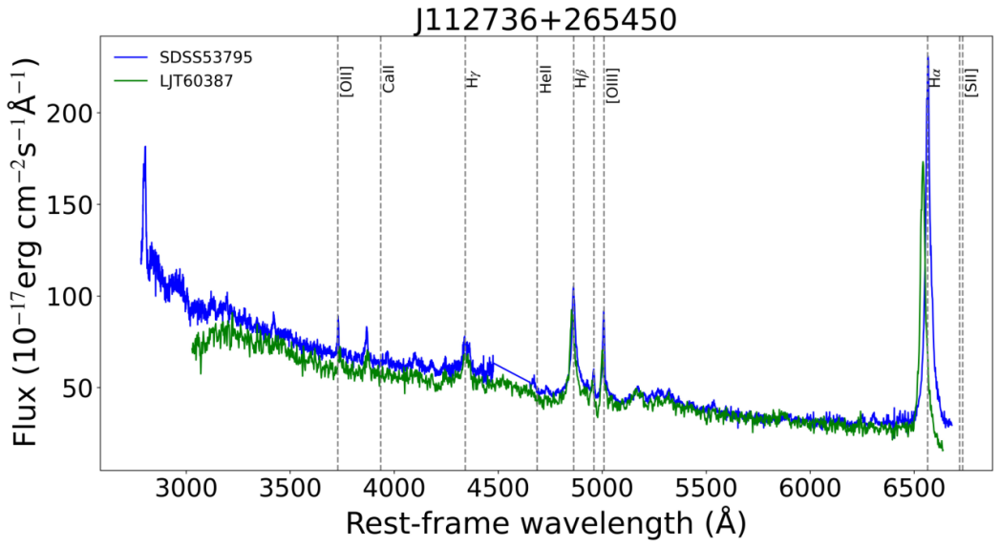 J112736+265450
SDSS53795
LJT60387
[OII]
CaII
Hγ
HeII
Hβ
[OIII]
Hα
[SII]
Flux (10⁻¹⁷erg cm⁻²s⁻¹Å⁻¹)
200
150
100
50
3000 3500 4000 4500 5000 5500 6000 6500
Rest-frame wavelength (Å)